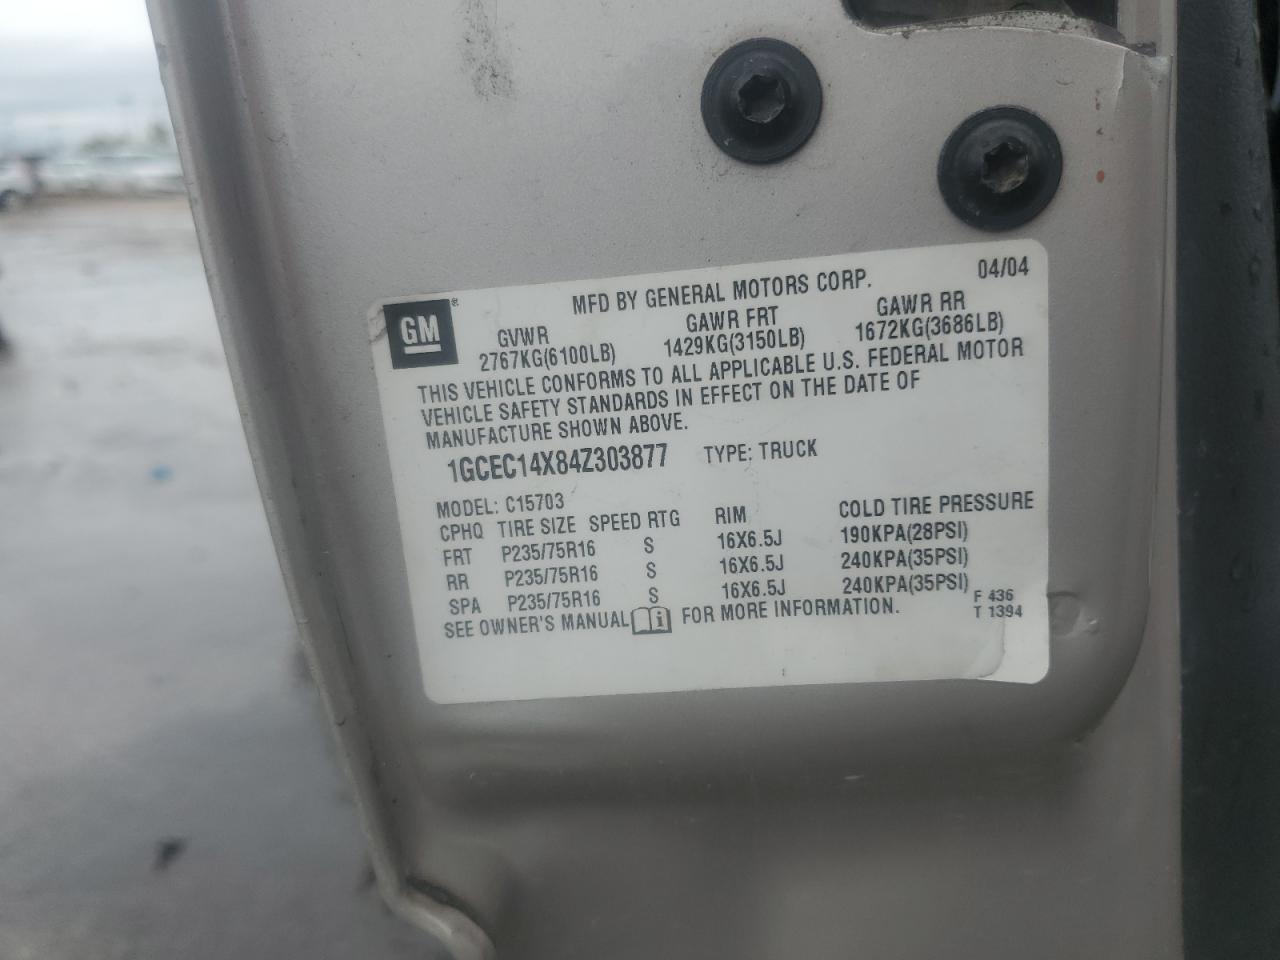 04/04
MFD BY GENERAL MOTORS CORP.
GM®
GVWR GAWR FRT GAWR RR
2767KG(6100LB) 1429KG(3150LB) 1672KG(3686LB)
THIS VEHICLE CONFORMS TO ALL APPLICABLE U.S. FEDERAL MOTOR
VEHICLE SAFETY STANDARDS IN EFFECT ON THE DATE OF
MANUFACTURE SHOWN ABOVE.
1GCEC14X84Z303877 TYPE: TRUCK
MODEL: C15703
CPHQ TIRE SIZE SPEED RTG RIM COLD TIRE PRESSURE
FRT P235/75R16 S 16X6.5J 190KPA(28PSI)
RR P235/75R16 S 16X6.5J 240KPA(35PSI)
SPA P235/75R16 S 16X6.5J 240KPA(35PSI)
SEE OWNER'S MANUAL i FOR MORE INFORMATION.
F 436
T 1394